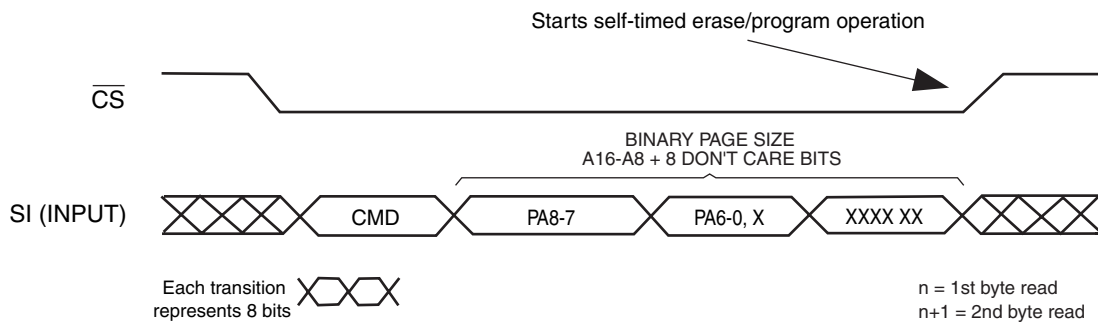 Starts self-timed erase/program operation
CS
BINARY PAGE SIZE
A16-A8 + 8 DON'T CARE BITS
SI (INPUT)
CMD
PA8-7
PA6-0, X
XXXX XX
Each transition
represents 8 bits
n = 1st byte read
n+1 = 2nd byte read